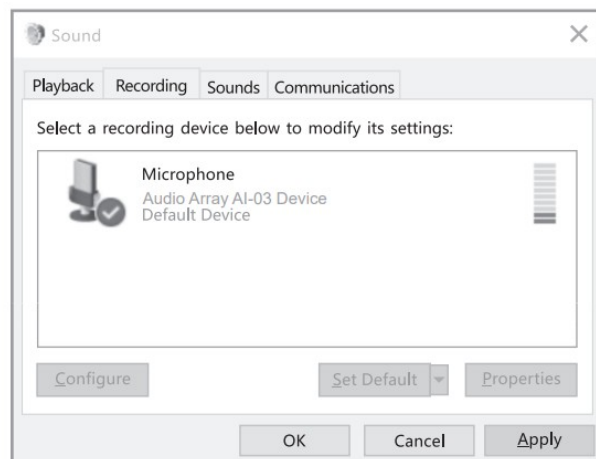 Sound
Playback Recording Sounds Communications
Select a recording device below to modify its settings:
Microphone
Audio Array AI-03 Device
Default Device
Configure Set Default Properties
OK Cancel Apply